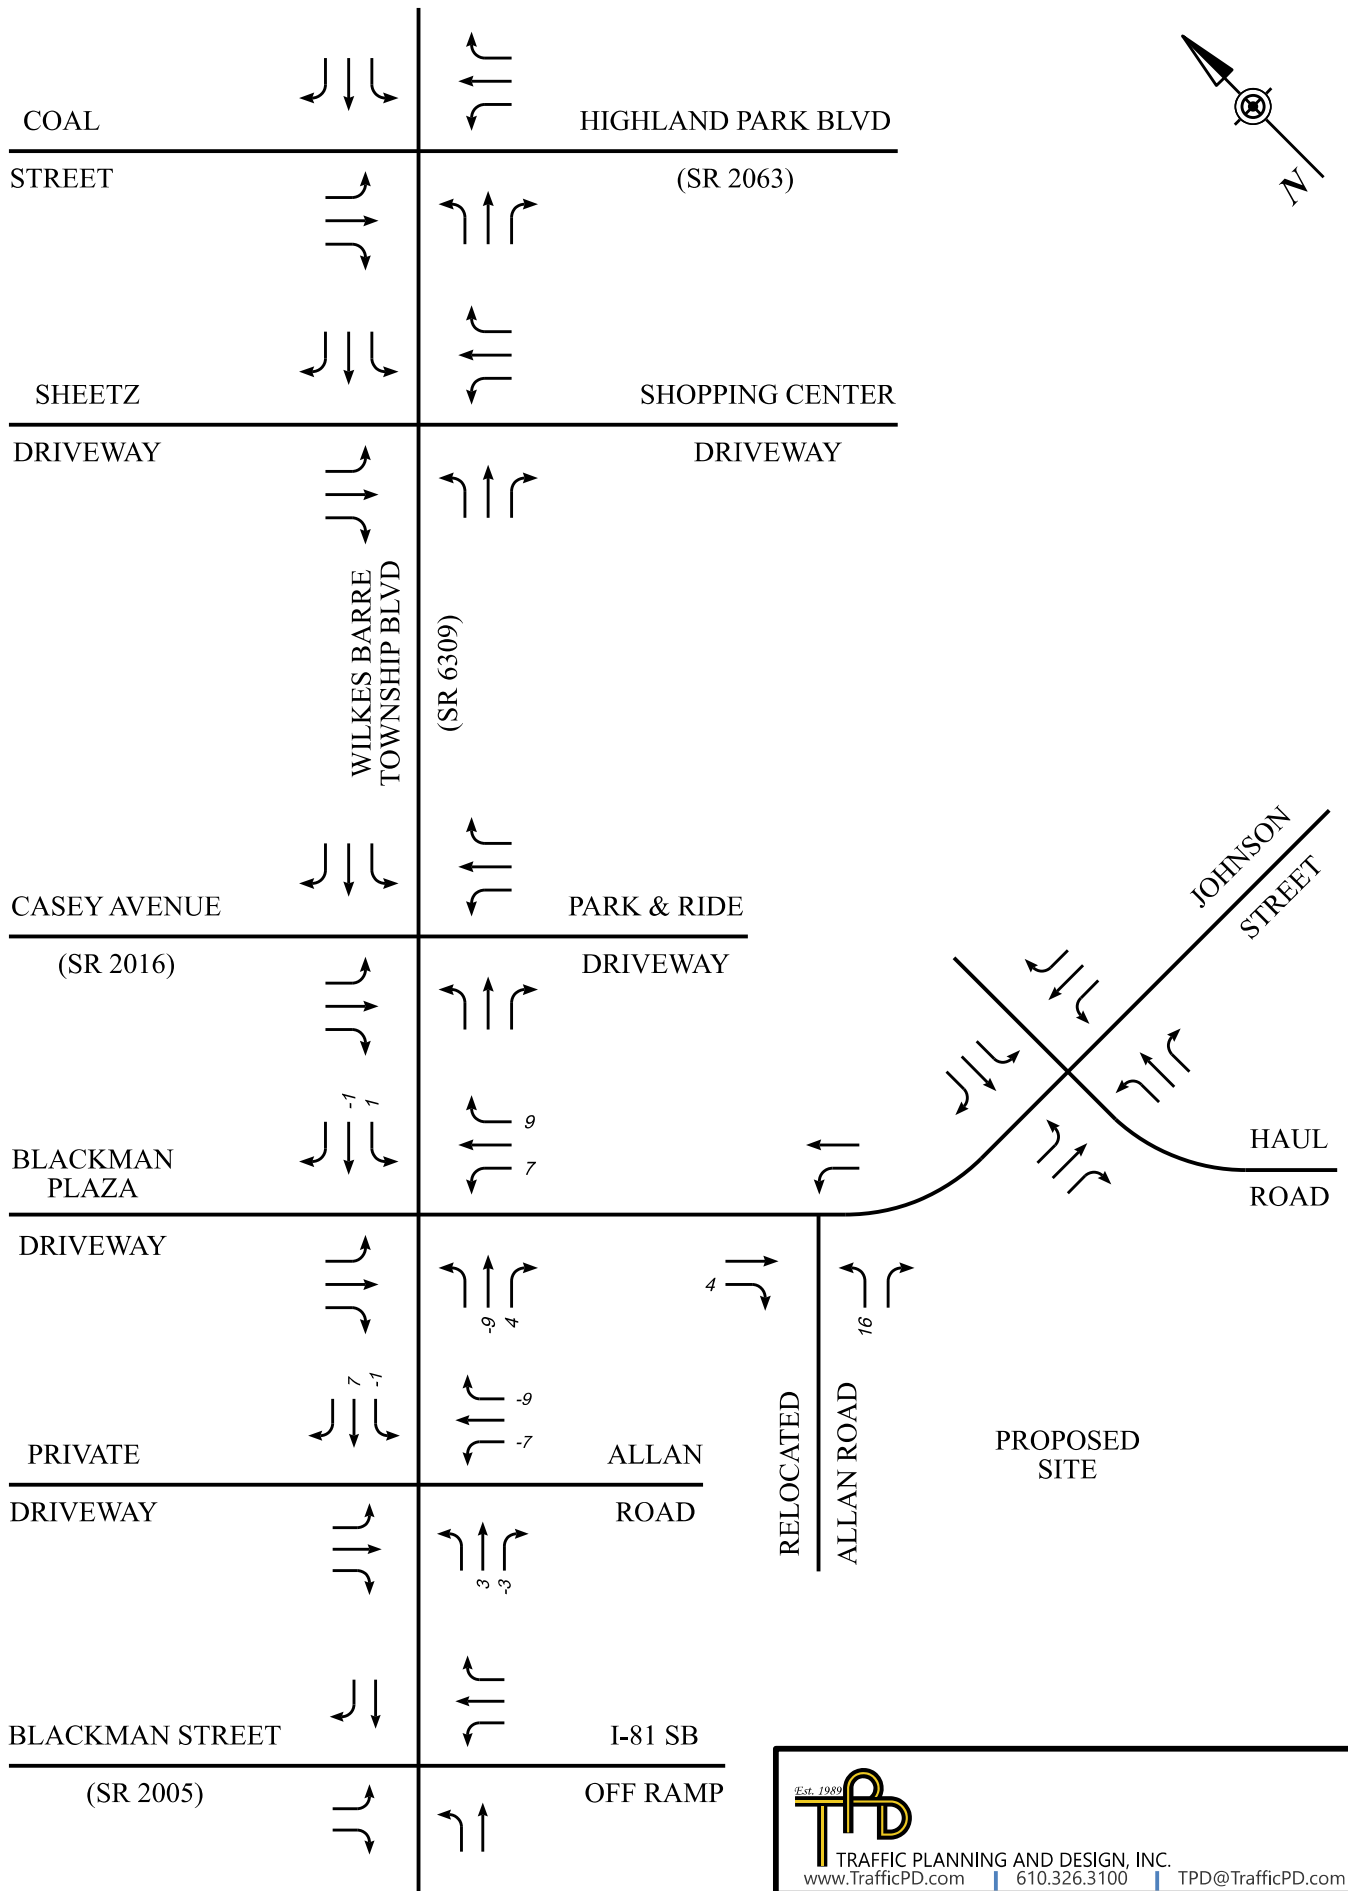 COAL
HIGHLAND PARK BLVD
STREET
(SR 2063)
N
SHEETZ
SHOPPING CENTER
DRIVEWAY
DRIVEWAY
WILKES BARRE
TOWNSHIP BLVD
(SR 6309)
CASEY AVENUE
PARK & RIDE
(SR 2016)
DRIVEWAY
JOHNSON
STREET
HAUL
ROAD
-1
1
9
7
BLACKMAN
PLAZA
DRIVEWAY
-9
4
4
16
7
-1
-9
-7
PRIVATE
ALLAN
DRIVEWAY
ROAD
RELOCATED
ALLAN ROAD
PROPOSED
SITE
3
-3
BLACKMAN STREET
I-81 SB
(SR 2005)
OFF RAMP
Est. 1989
TPD
TRAFFIC PLANNING AND DESIGN, INC.
www.TrafficPD.com | 610.326.3100 | TPD@TrafficPD.com